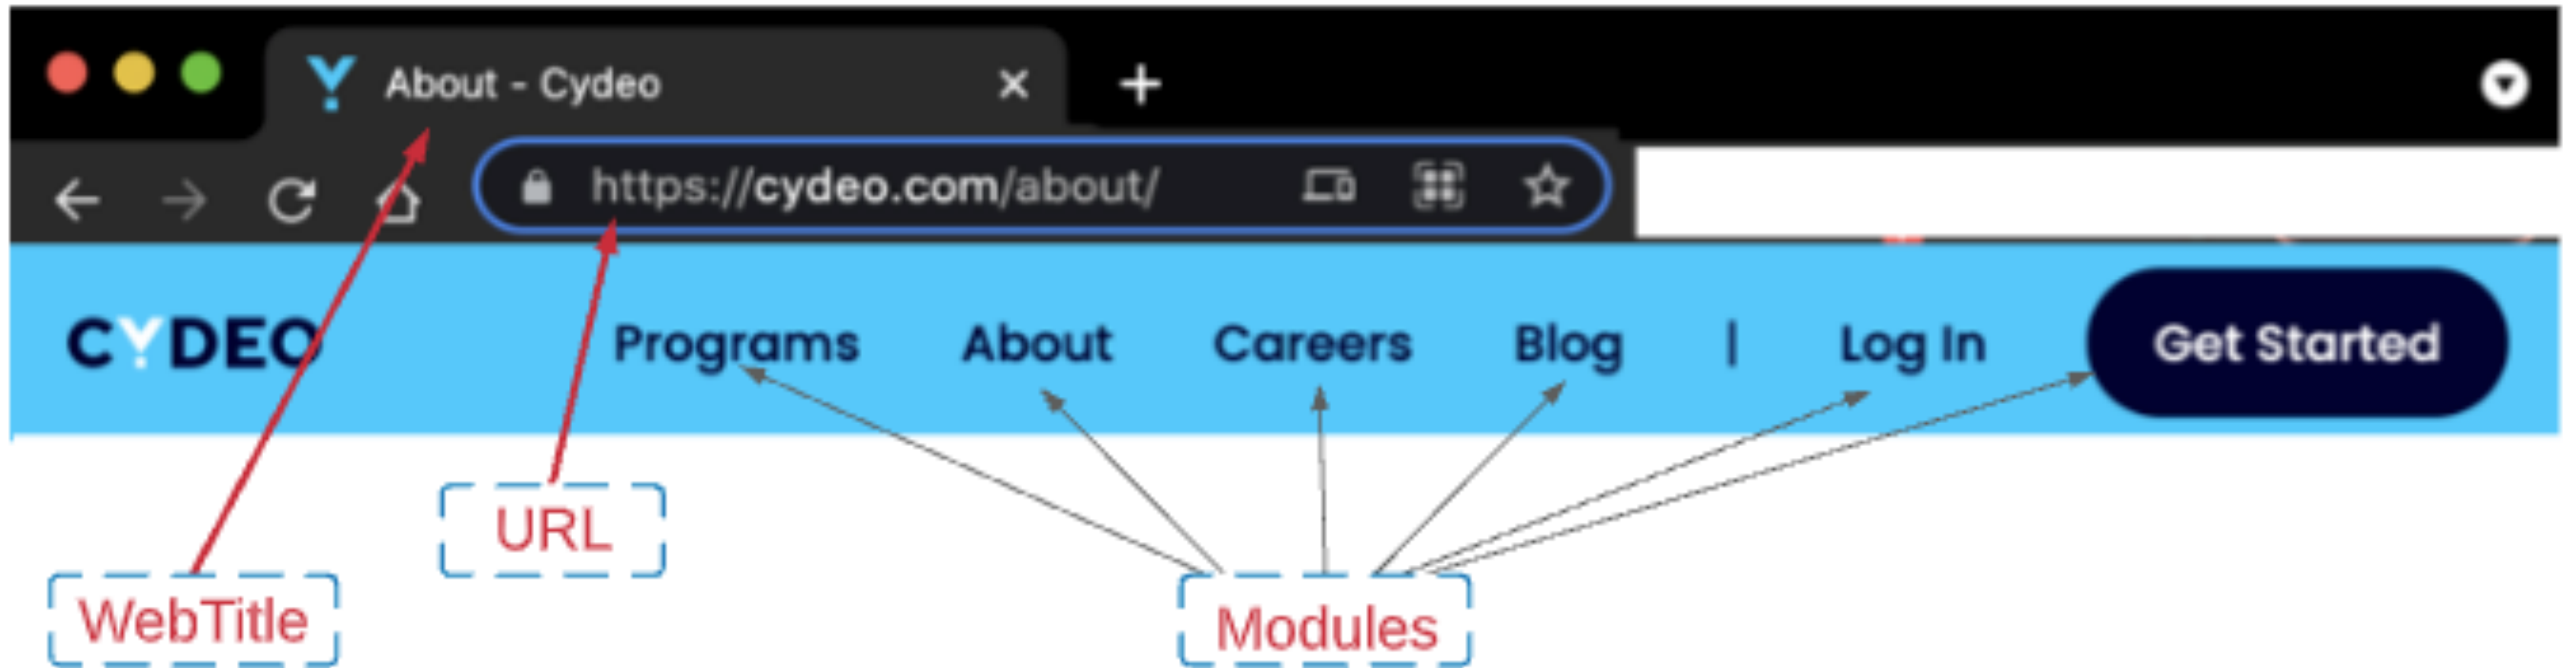 About - Cydeo
https://cydeo.com/about/
CYDEO Programs About Careers Blog | Log In Get Started
URL
WebTitle
Modules